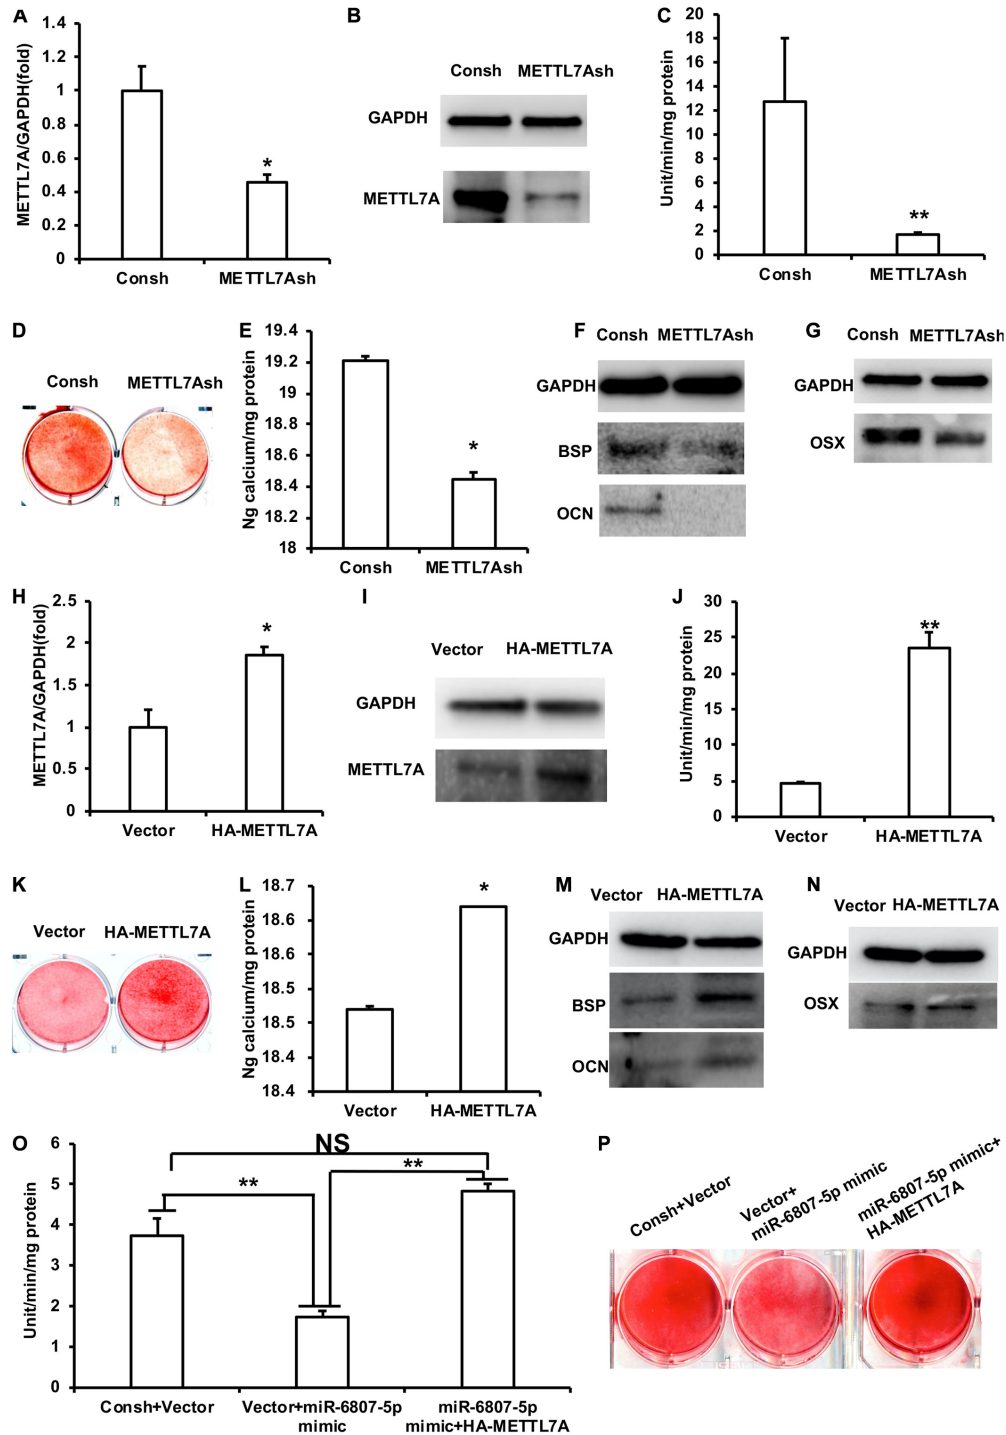 A
METTL7A/GAPDH(fold)
1.4
1.2
1
0.8
0.6
0.4
0.2
0
*
Consh
METTL7Ash
B
Consh METTL7Ash
GAPDH
METTL7A
C
Unit/min/mg protein
20
18
16
14
12
10
8
6
4
2
0
**
Consh
METTL7Ash
D
Consh METTL7Ash
E
Ng calcium/mg protein
19.4
19.2
19
18.8
18.6
18.4
18.2
18
*
Consh
METTL7Ash
F
Consh METTL7Ash
GAPDH
BSP
OCN
G
Consh METTL7Ash
GAPDH
OSX
H
METTL7A/GAPDH(fold)
2.5
2
1.5
1
0.5
0
*
Vector
HA-METTL7A
I
Vector HA-METTL7A
GAPDH
METTL7A
J
Unit/min/mg protein
30
25
20
15
10
5
0
**
Vector
HA-METTL7A
K
Vector HA-METTL7A
L
Ng calcium/mg protein
18.7
18.6
18.6
18.5
18.5
18.4
18.4
*
Vector
HA-METTL7A
M
Vector HA-METTL7A
GAPDH
BSP
OCN
N
Vector HA-METTL7A
GAPDH
OSX
O
Unit/min/mg protein
6
5
4
3
2
1
0
NS
**
**
Consh+Vector
Vector+miR-6807-5p
mimic
miR-6807-5p
mimic+HA-METTL7A
P
Consh+Vector
Vector+
miR-6807-5p mimic
miR-6807-5p mimic+
HA-METTL7A